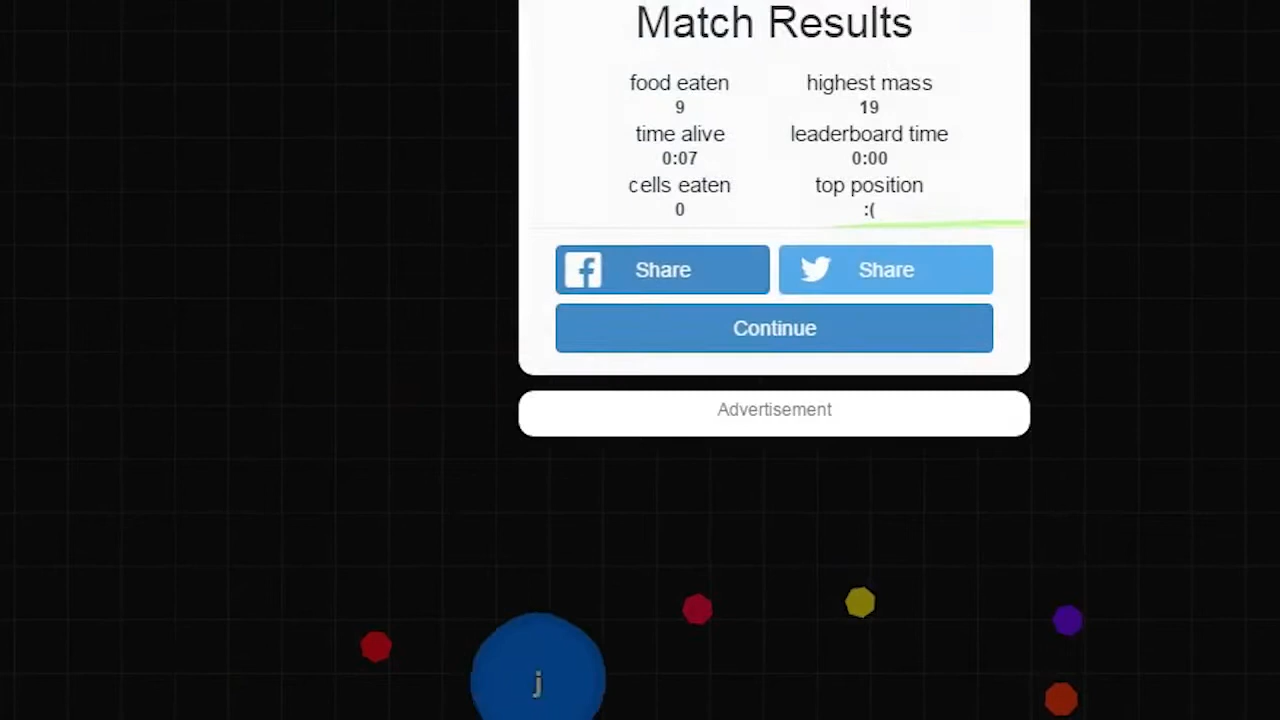 Match Results
food eaten highest mass
9 19
time alive leaderboard time
0:07 0:00
cells eaten top position
0 :(
Share Share
Continue
Advertisement
j